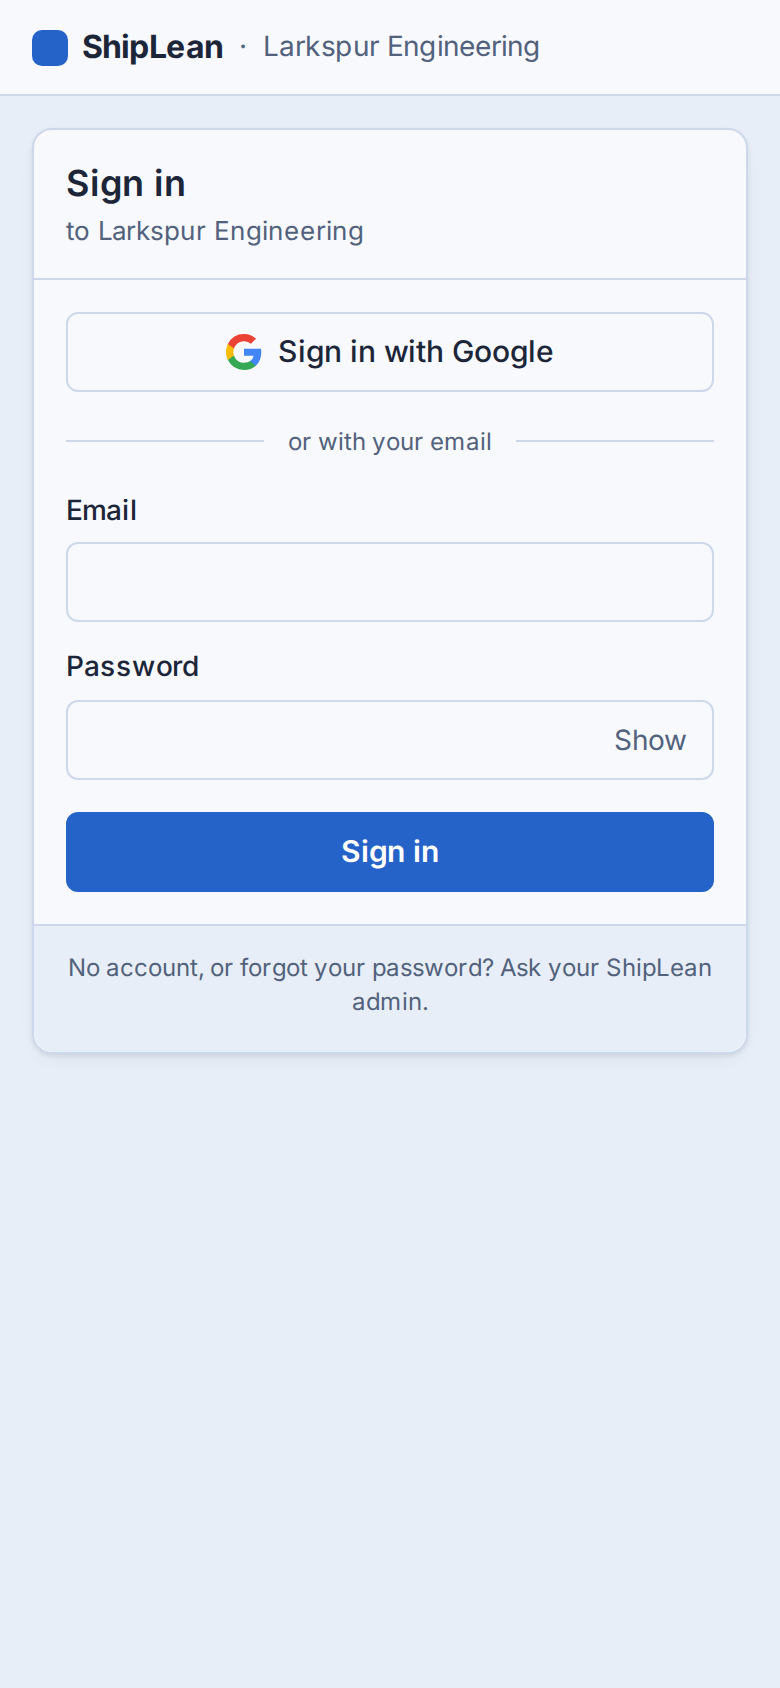 ShipLean · Larkspur Engineering
Sign in
to Larkspur Engineering
Sign in with Google
or with your email
Email
Password
Show
Sign in
No account, or forgot your password? Ask your ShipLean
admin.